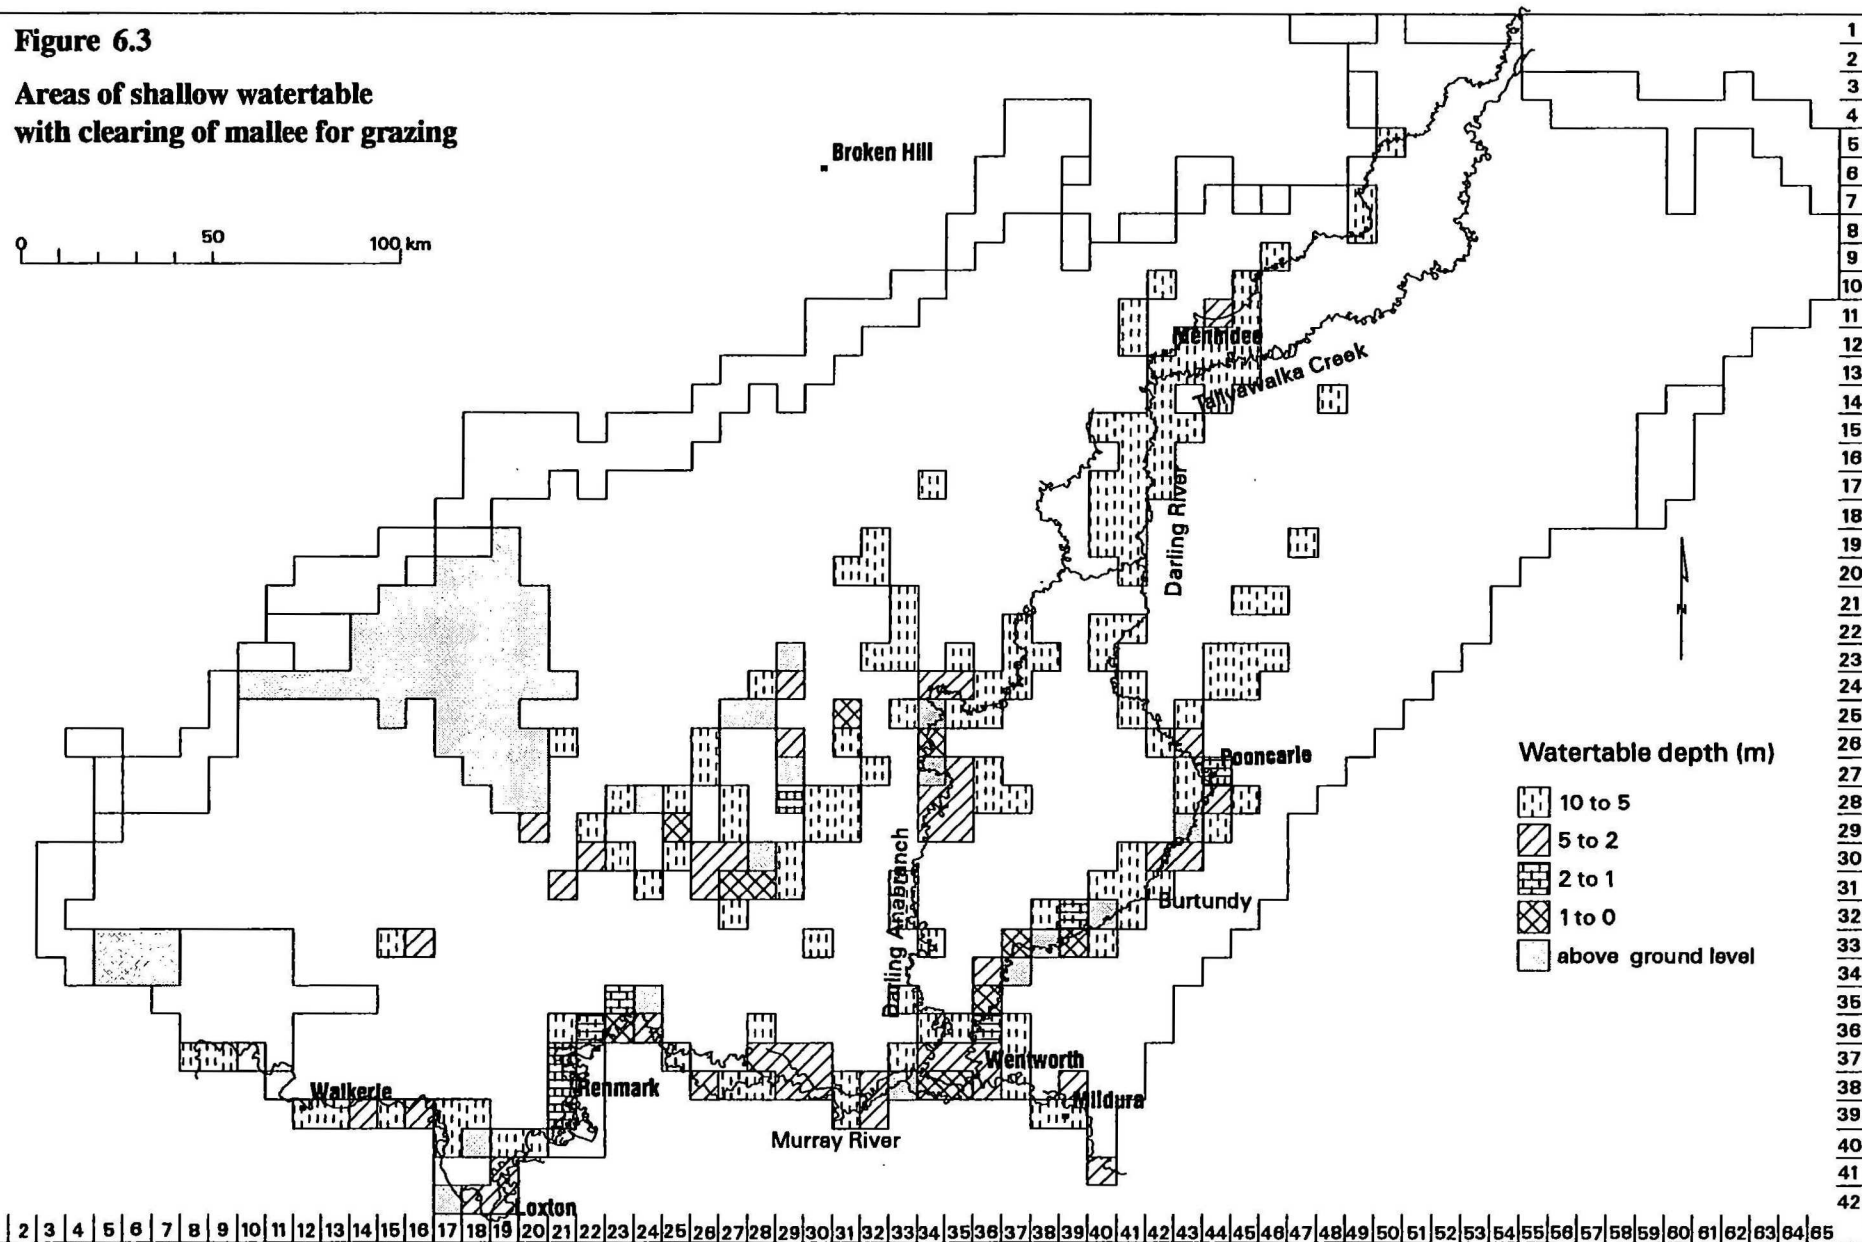 Figure 6.3
Areas of shallow watertable
with clearing of mallee for grazing
0 50 100 km
Broken Hill
Menindee
Tallyawalka Creek
Darling River
N
Pooncarie
Watertable depth (m)
10 to 5
5 to 2
2 to 1
1 to 0
above ground level
Darling Anabranch
Burtundy
Wentworth
Renmark
Waikerie
Mildura
Murray River
Loxton
1
2
3
4
5
6
7
8
9
10
11
12
13
14
15
16
17
18
19
20
21
22
23
24
25
26
27
28
29
30
31
32
33
34
35
36
37
38
39
40
41
42
2 3 4 5 6 7 8 9 10 11 12 13 14 15 16 17 18 19 20 21 22 23 24 25 26 27 28 29 30 31 32 33 34 35 36 37 38 39 40 41 42 43 44 45 46 47 48 49 50 51 52 53 54 55 56 57 58 59 60 61 62 63 64 65